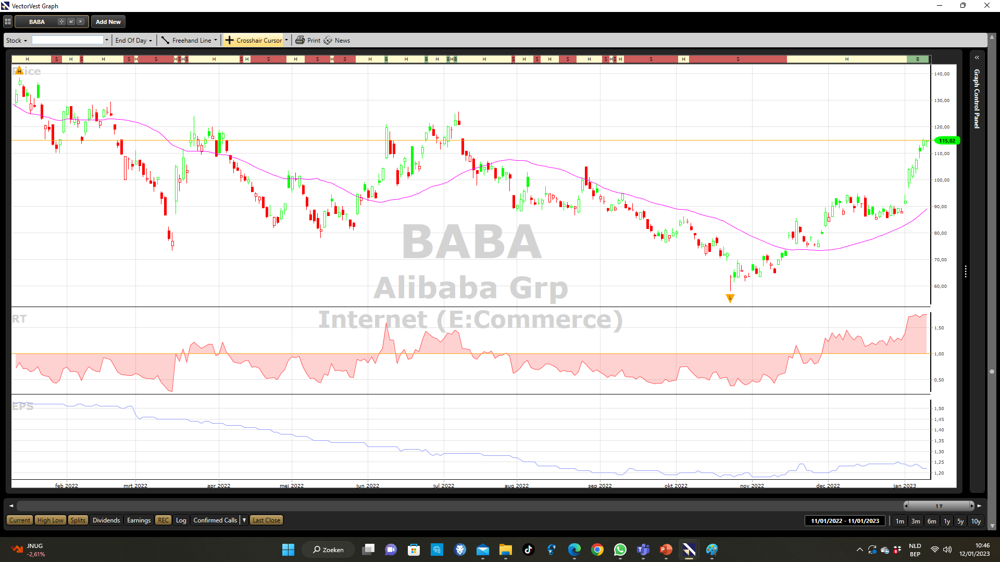 VectorVest Graph
BABA Add New
Stock End Of Day Freehand Line Crosshair Cursor Print News
H S H S H S H S H S H S H S H S H S H S H B H B H B H B H S H S H S H S H S H S H S H B
Price
H
140,00
130,00
120,00
115,02
110,00
100,00
90,00
80,00
70,00
60,00
BABA
Alibaba Grp
Internet (E:Commerce)
L
RT
1,50
1,00
0,50
EPS
1,50
1,45
1,40
1,35
1,30
1,25
1,20
feb 2022 mrt 2022 apr 2022 mei 2022 jun 2022 jul 2022 aug 2022 sep 2022 okt 2022 nov 2022 dec 2022 jan 2023
Graph Control Panel
1 Y
Current High Low Splits Dividends Earnings REC Log Confirmed Calls Last Close 11/01/2022 - 11/01/2023 1m 3m 6m 1y 5y 10y
JNUG
-2,61%
Zoeken
NLD
BEP
10:46
12/01/2023